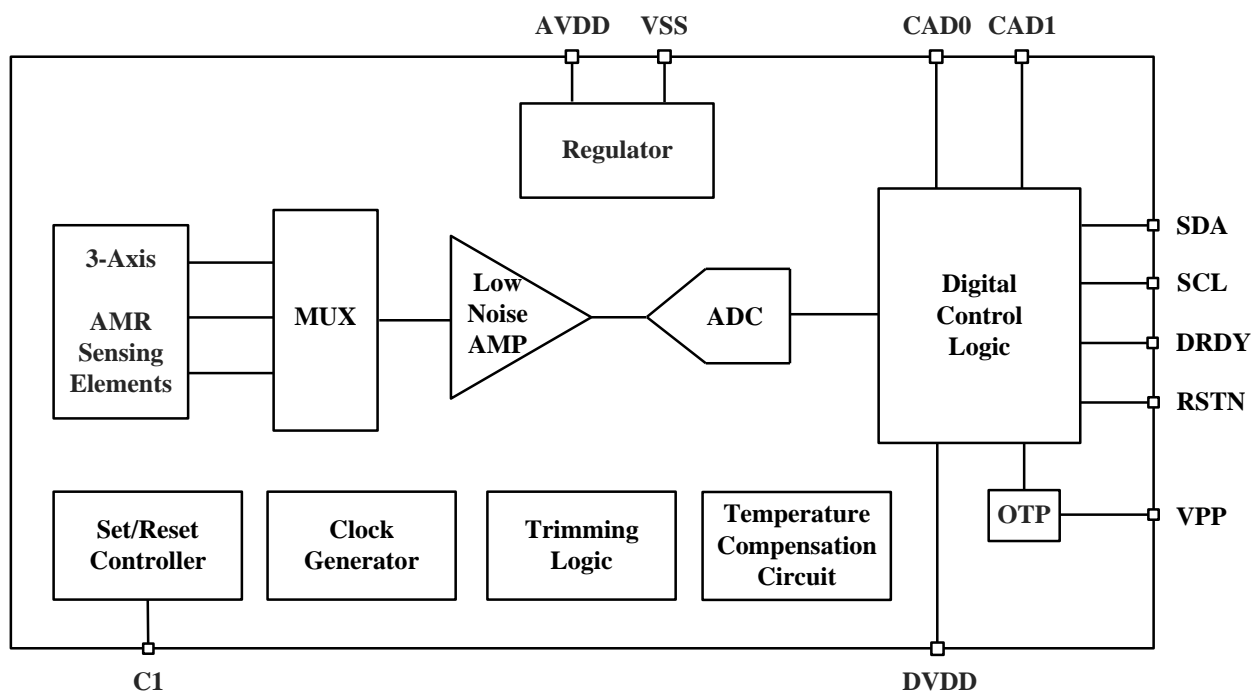 AVDD VSS CAD0 CAD1
Regulator
3-Axis
AMR
Sensing
Elements
MUX
Low
Noise
AMP
ADC
Digital
Control
Logic
SDA
SCL
DRDY
RSTN
Set/Reset
Controller
Clock
Generator
Trimming
Logic
Temperature
Compensation
Circuit
OTP
VPP
C1
DVDD